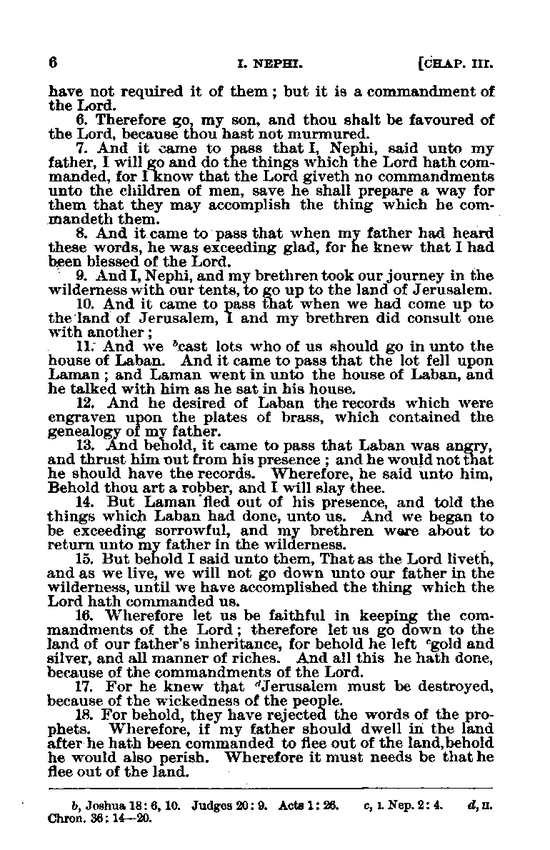 6 I. NEPHI. [CHAP. III.
have not required it of them; but it is a commandment of
the Lord.
6. Therefore go, my son, and thou shalt be favoured of
the Lord, because thou hast not murmured.
7. And it came to pass that I, Nephi, said unto my
father, I will go and do the things which the Lord hath com-
manded, for I know that the Lord giveth no commandments
unto the children of men, save he shall prepare a way for
them that they may accomplish the thing which he com-
mandeth them.
8. And it came to pass that when my father had heard
these words, he was exceeding glad, for he knew that I had
been blessed of the Lord.
9. And I, Nephi, and my brethren took our journey in the
wilderness with our tents, to go up to the land of Jerusalem.
10. And it came to pass that when we had come up to
the land of Jerusalem, I and my brethren did consult one
with another;
11. And we bcast lots who of us should go in unto the
house of Laban. And it came to pass that the lot fell upon
Laman; and Laman went in unto the house of Laban, and
he talked with him as he sat in his house.
12. And he desired of Laban the records which were
engraven upon the plates of brass, which contained the
genealogy of my father.
13. And behold, it came to pass that Laban was angry,
and thrust him out from his presence; and he would not that
he should have the records. Wherefore, he said unto him,
Behold thou art a robber, and I will slay thee.
14. But Laman fled out of his presence, and told the
things which Laban had done, unto us. And we began to
be exceeding sorrowful, and my brethren were about to
return unto my father in the wilderness.
15. But behold I said unto them, That as the Lord liveth,
and as we live, we will not go down unto our father in the
wilderness, until we have accomplished the thing which the
Lord hath commanded us.
16. Wherefore let us be faithful in keeping the com-
mandments of the Lord; therefore let us go down to the
land of our father's inheritance, for behold he left cgold and
silver, and all manner of riches. And all this he hath done,
because of the commandments of the Lord.
17. For he knew that dJerusalem must be destroyed,
because of the wickedness of the people.
18. For behold, they have rejected the words of the pro-
phets. Wherefore, if my father should dwell in the land
after he hath been commanded to flee out of the land, behold
he would also perish. Wherefore it must needs be that he
flee out of the land.
b, Joshua 18: 6, 10. Judges 20: 9. Acts 1: 26. c, I. Nep. 2: 4. d, II.
Chron. 36: 14—20.